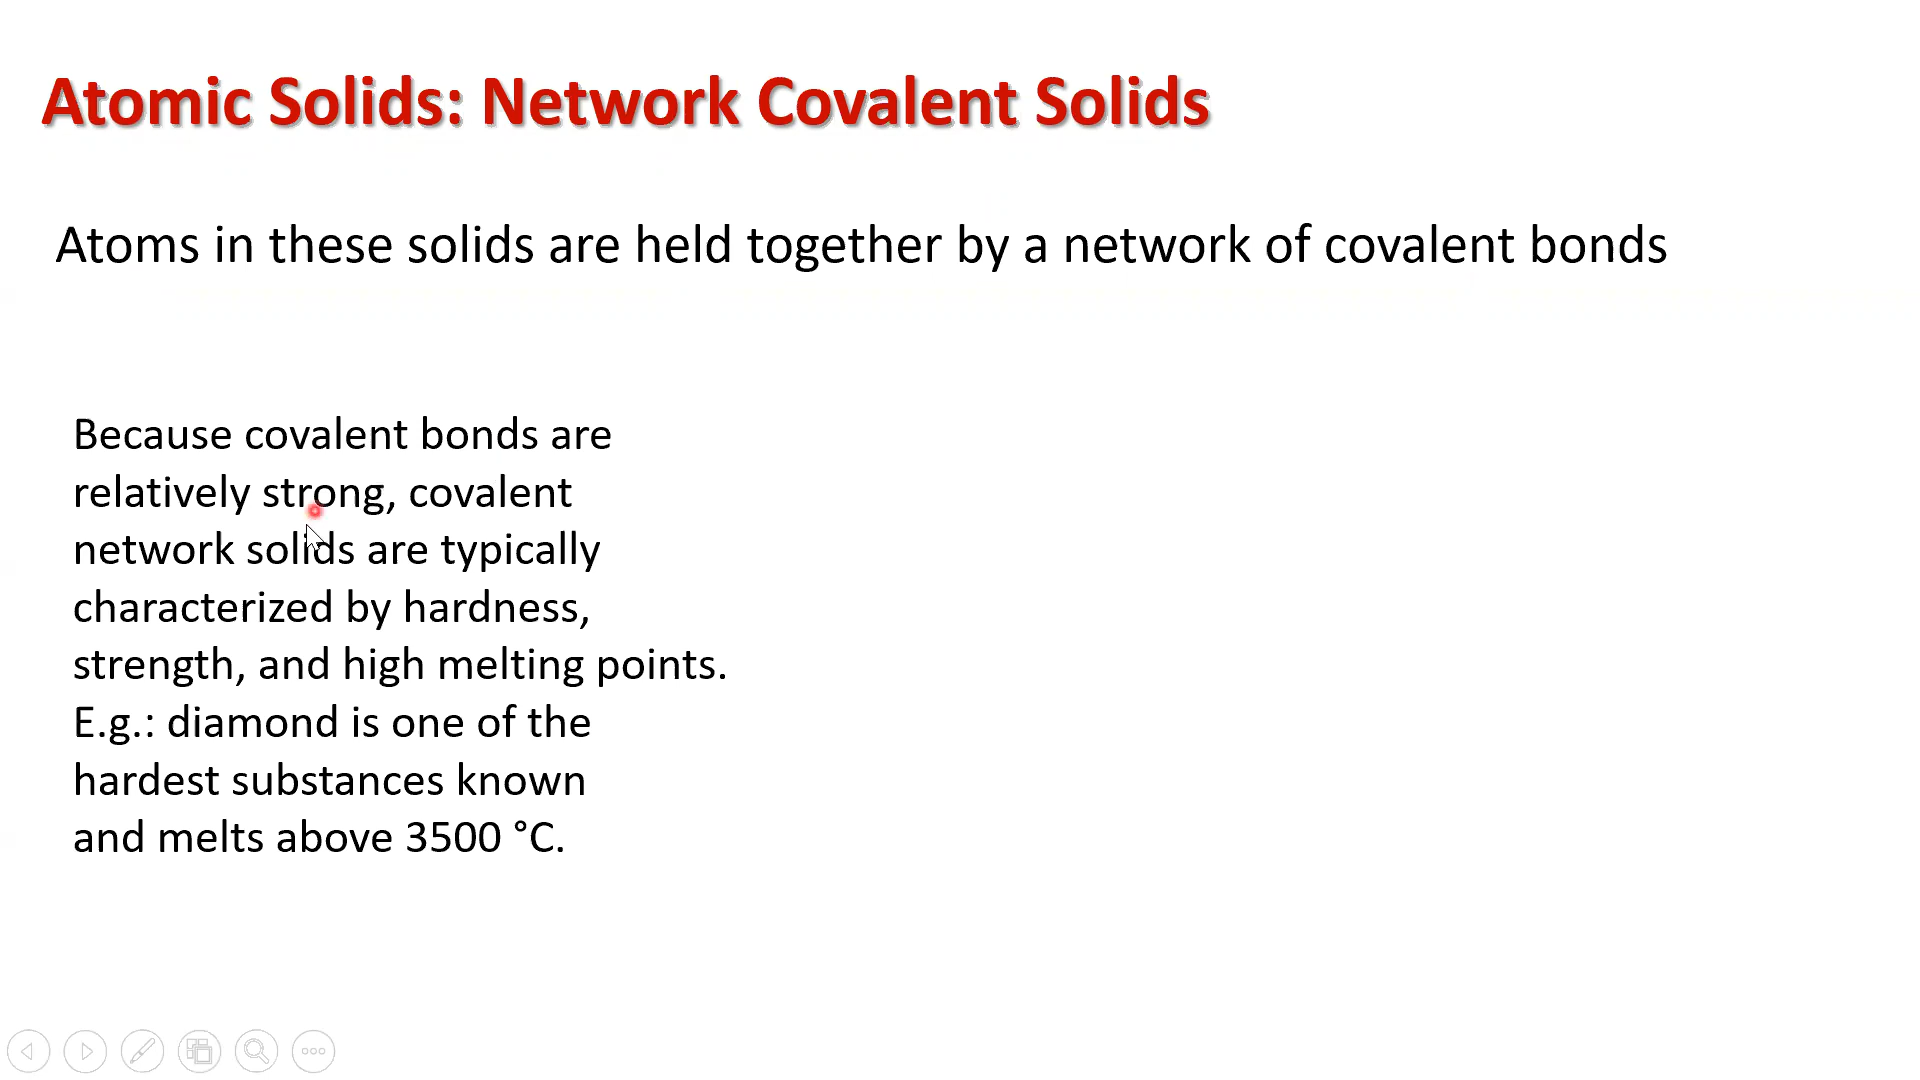 Atomic Solids: Network Covalent Solids
Atoms in these solids are held together by a network of covalent bonds
Because covalent bonds are
relatively strong, covalent
network solids are typically
characterized by hardness,
strength, and high melting points.
E.g.: diamond is one of the
hardest substances known
and melts above 3500 °C.